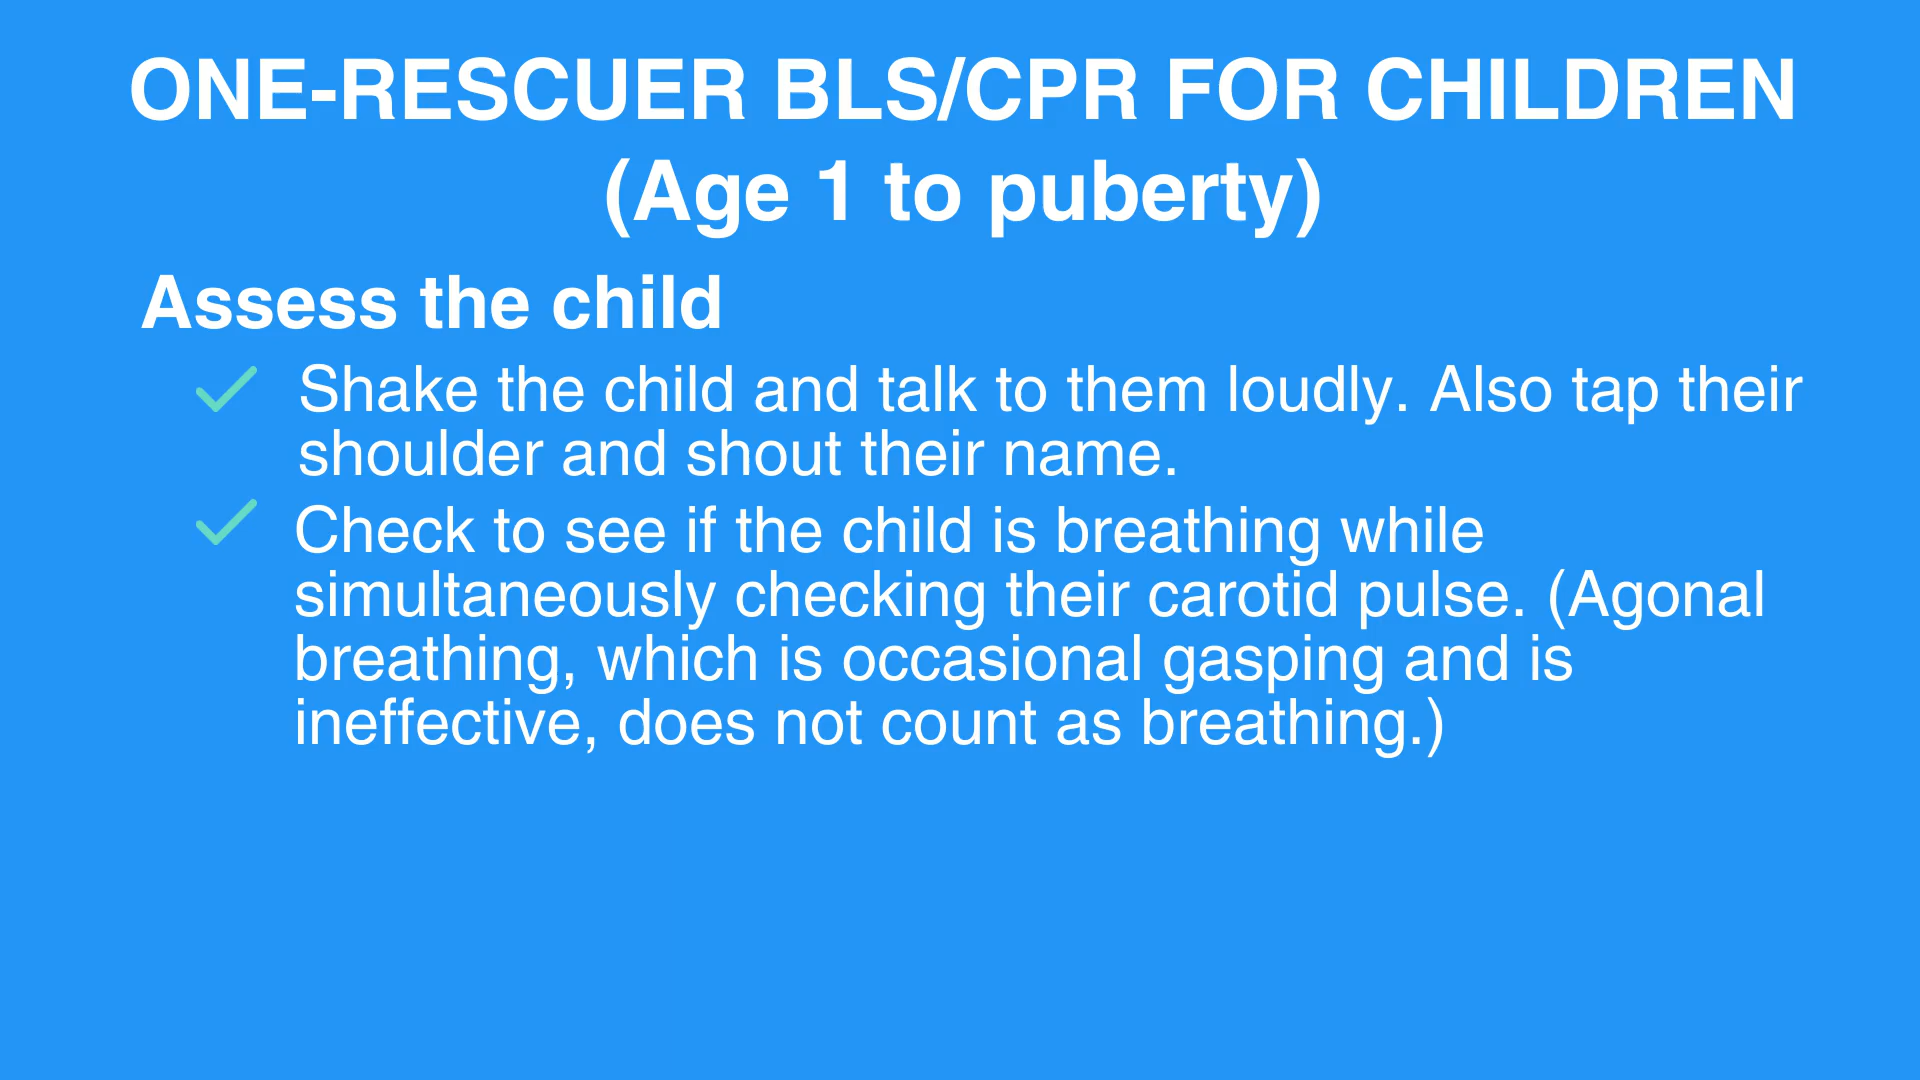 ONE-RESCUER BLS/CPR FOR CHILDREN
(Age 1 to puberty)
Assess the child
Shake the child and talk to them loudly. Also tap their
shoulder and shout their name.
Check to see if the child is breathing while
simultaneously checking their carotid pulse. (Agonal
breathing, which is occasional gasping and is
ineffective, does not count as breathing.)